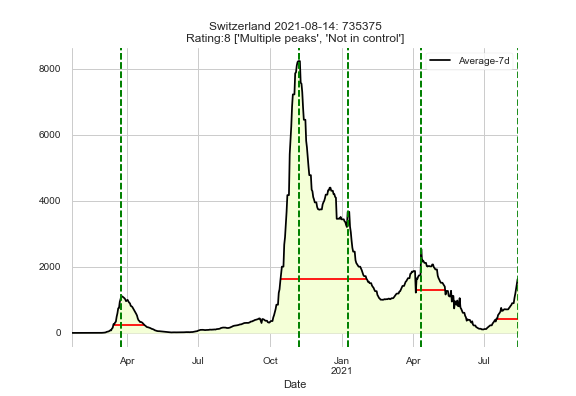 Switzerland 2021-08-14: 735375
Rating:8 ['Multiple peaks', 'Not in control']
Average-7d
8000
6000
4000
2000
0
Apr
Jul
Oct
Jan
2021
Apr
Jul
Date